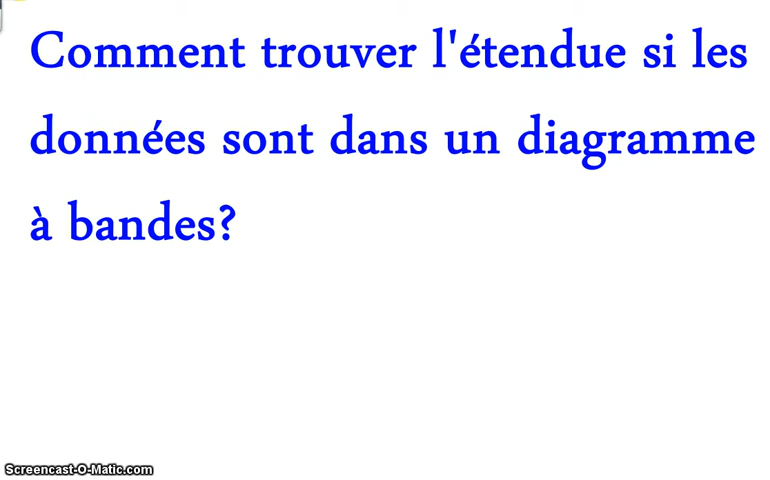 Comment trouver l'étendue si les
données sont dans un diagramme
à bandes?
Screencast-O-Matic.com